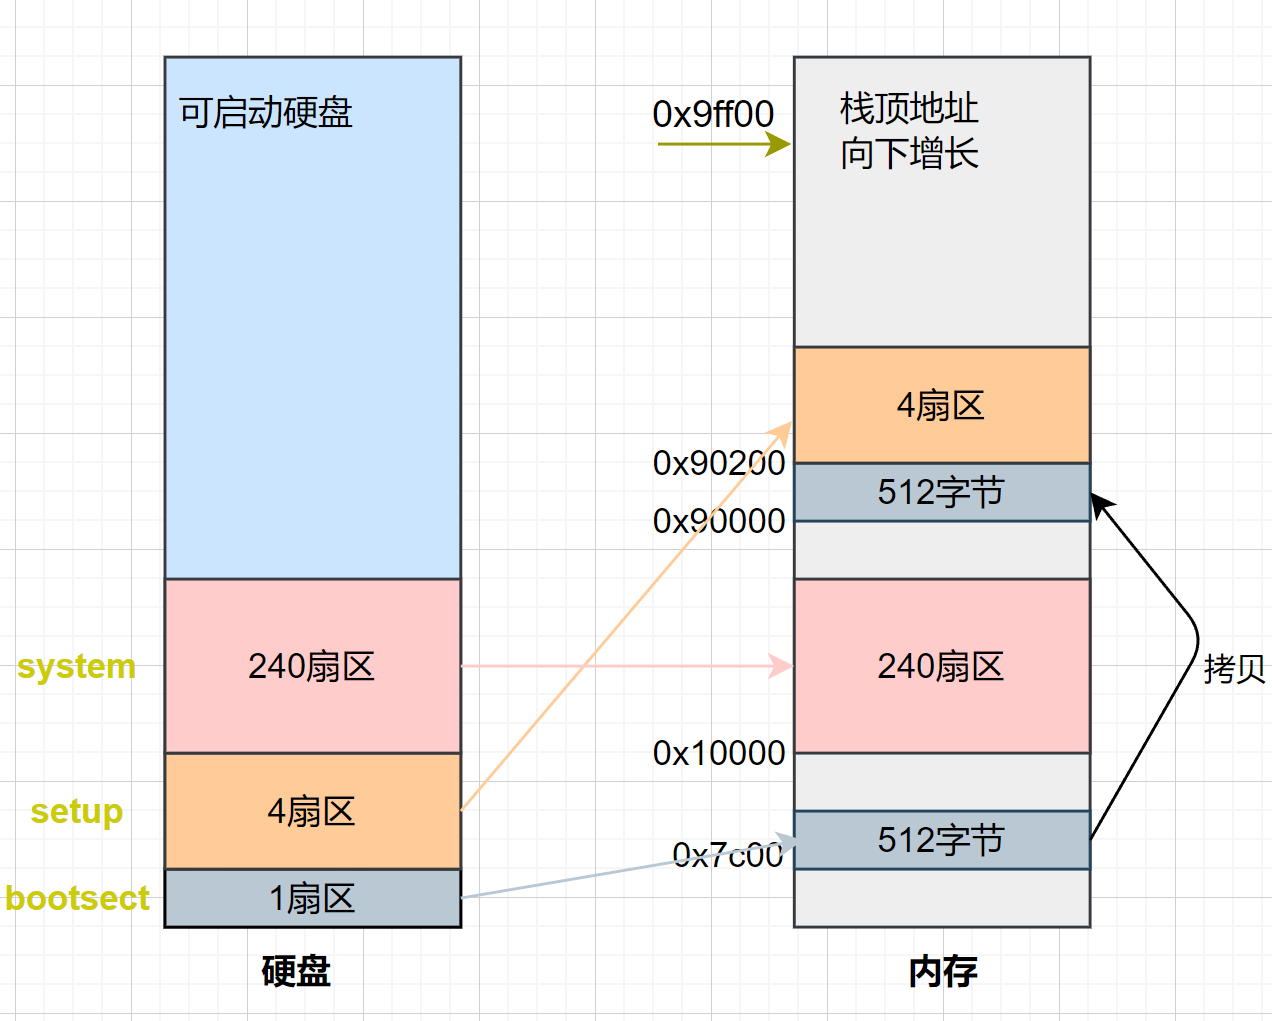 可启动硬盘
0x9ff00
栈顶地址
向下增长
4扇区
0x90200
512字节
0x90000
system
240扇区
240扇区
拷贝
0x10000
setup
4扇区
512字节
0x7c00
bootsect
1扇区
硬盘
内存